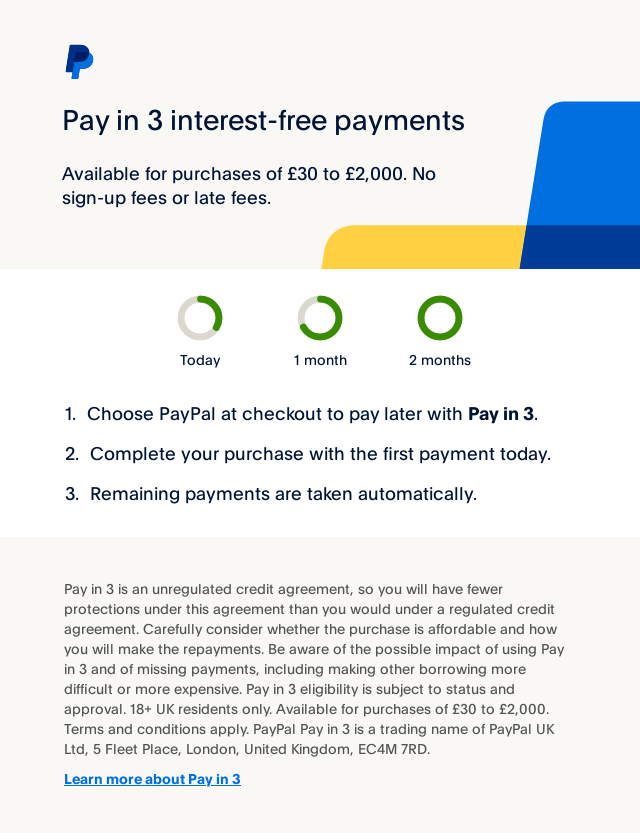 Pay in 3 interest-free payments
Available for purchases of £30 to £2,000. No
sign-up fees or late fees.
Today
1 month
2 months
1. Choose PayPal at checkout to pay later with Pay in 3.
2. Complete your purchase with the first payment today.
3. Remaining payments are taken automatically.
Pay in 3 is an unregulated credit agreement, so you will have fewer
protections under this agreement than you would under a regulated credit
agreement. Carefully consider whether the purchase is affordable and how
you will make the repayments. Be aware of the possible impact of using Pay
in 3 and of missing payments, including making other borrowing more
difficult or more expensive. Pay in 3 eligibility is subject to status and
approval. 18+ UK residents only. Available for purchases of £30 to £2,000.
Terms and conditions apply. PayPal Pay in 3 is a trading name of PayPal UK
Ltd, 5 Fleet Place, London, United Kingdom, EC4M 7RD.
Learn more about Pay in 3